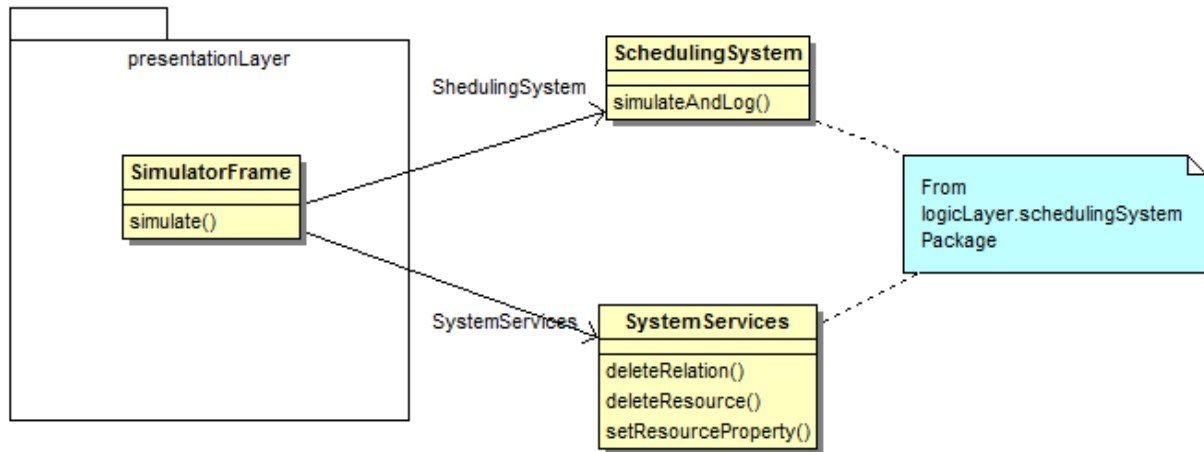 presentationLayer
SimulatorFrame
simulate()
ShedulingSystem
SchedulingSystem
simulateAndLog()
SystemServices
SystemServices
deleteRelation()
deleteResource()
setResourceProperty()
From
logicLayer.schedulingSystem
Package